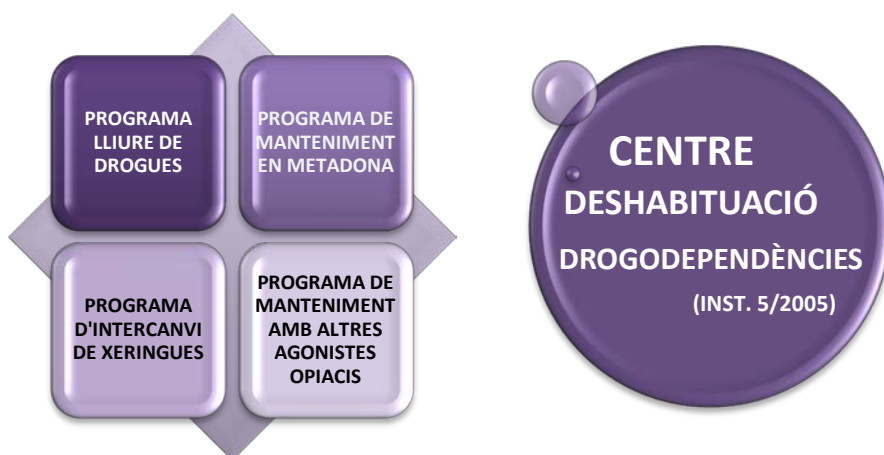 PROGRAMA
LLIURE DE
DROGUES
PROGRAMA DE
MANTENIMENT
EN METADONA
PROGRAMA
D'INTERCANVI
DE XERINGUES
PROGRAMA DE
MANTENIMENT
AMB ALTRES
AGONISTES
OPIACIS
CENTRE
DESHABITUACIÓ
DROGODEPENDÈNCIES
(INST. 5/2005)